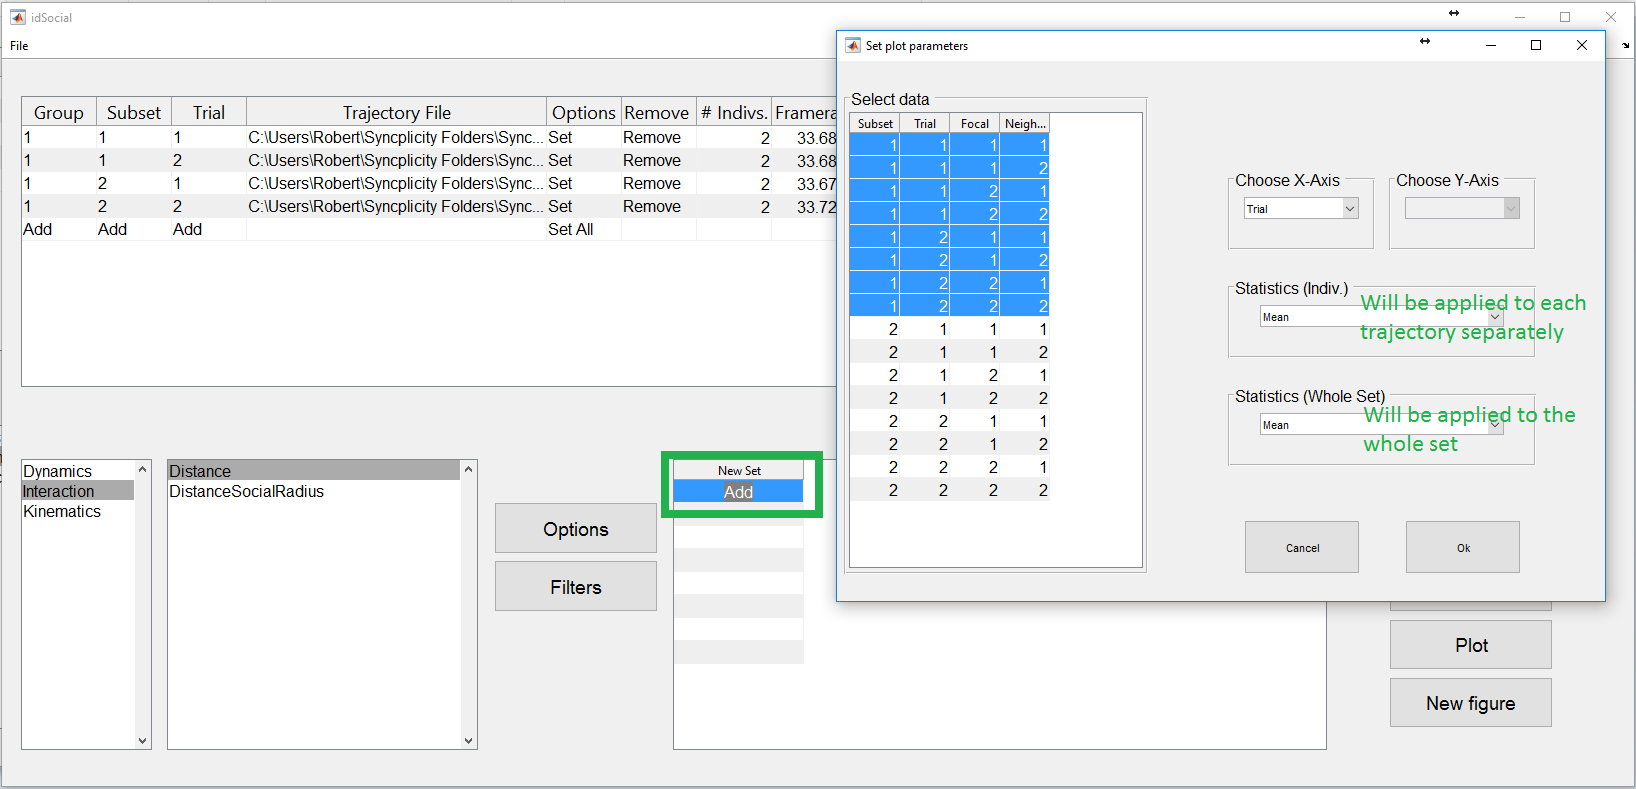 idSocial
File
Group Subset Trial Trajectory File Options Remove # Indivs. Framera
1 1 1 C:\Users\Robert\Syncplicity Folders\Sync... Set Remove 2 33.68
1 1 2 C:\Users\Robert\Syncplicity Folders\Sync... Set Remove 2 33.68
1 2 1 C:\Users\Robert\Syncplicity Folders\Sync... Set Remove 2 33.67
1 2 2 C:\Users\Robert\Syncplicity Folders\Sync... Set Remove 2 33.72
Add Add Add Set All
Dynamics
Interaction
Kinematics
Distance
DistanceSocialRadius
Options
Filters
New Set
Add
Plot
New figure
Set plot parameters
Select data
Subset Trial Focal Neigh...
1 1 1 1
1 1 1 2
1 1 2 1
1 1 2 2
1 2 1 1
1 2 1 2
1 2 2 1
1 2 2 2
2 1 1 1
2 1 1 2
2 1 2 1
2 1 2 2
2 2 1 1
2 2 1 2
2 2 2 1
2 2 2 2
Choose X-Axis
Trial
Choose Y-Axis
Statistics (Indiv.)
Mean
Will be applied to each
trajectory separately
Statistics (Whole Set)
Mean
Will be applied to the
whole set
Cancel
Ok